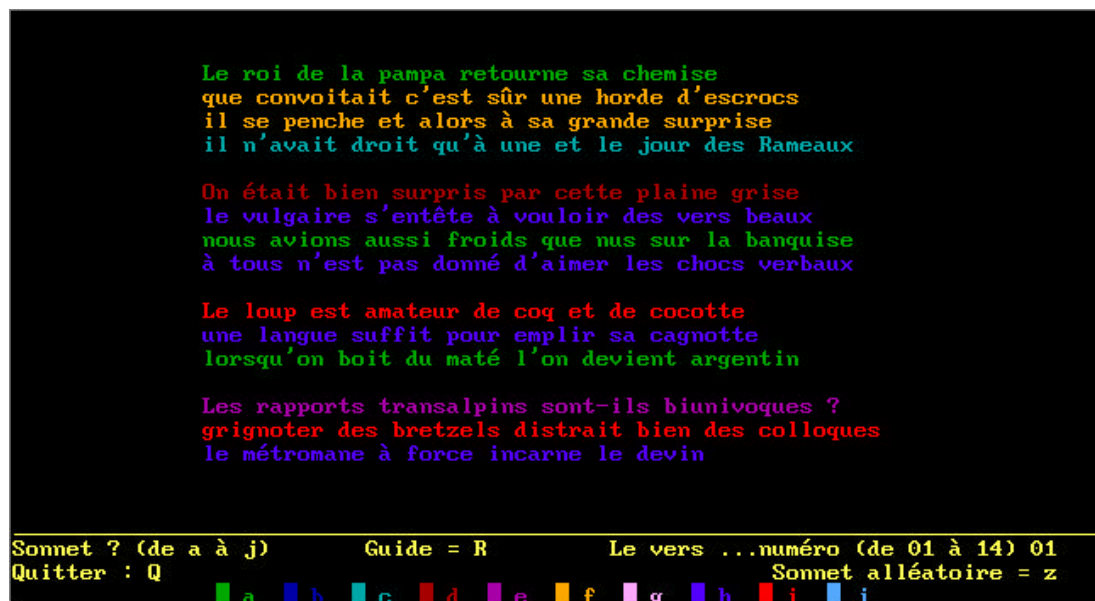 Le roi de la pampa retourne sa chemise
que convoitait c'est sûr une horde d'escrocs
il se penche et alors à sa grande surprise
il n'avait droit qu'à une et le jour des Rameaux
On était bien surpris par cette plaine grise
le vulgaire s'entête à vouloir des vers beaux
nous avions aussi froids que nus sur la banquise
à tous n'est pas donné d'aimer les chocs verbaux
Le loup est amateur de coq et de cocotte
une langue suffit pour emplir sa cagnotte
lorsqu'on boit du maté l'on devient argentin
Les rapports transalpins sont-ils biunivoques ?
grignoter des bretzels distrait bien des colloques
le métromane à force incarne le devin
Sonnet ? (de a à j) Guide = R Le vers ...numéro (de 01 à 14) 01
Quitter : Q Sonnet alléatoire = z
a b c d e f g h i j